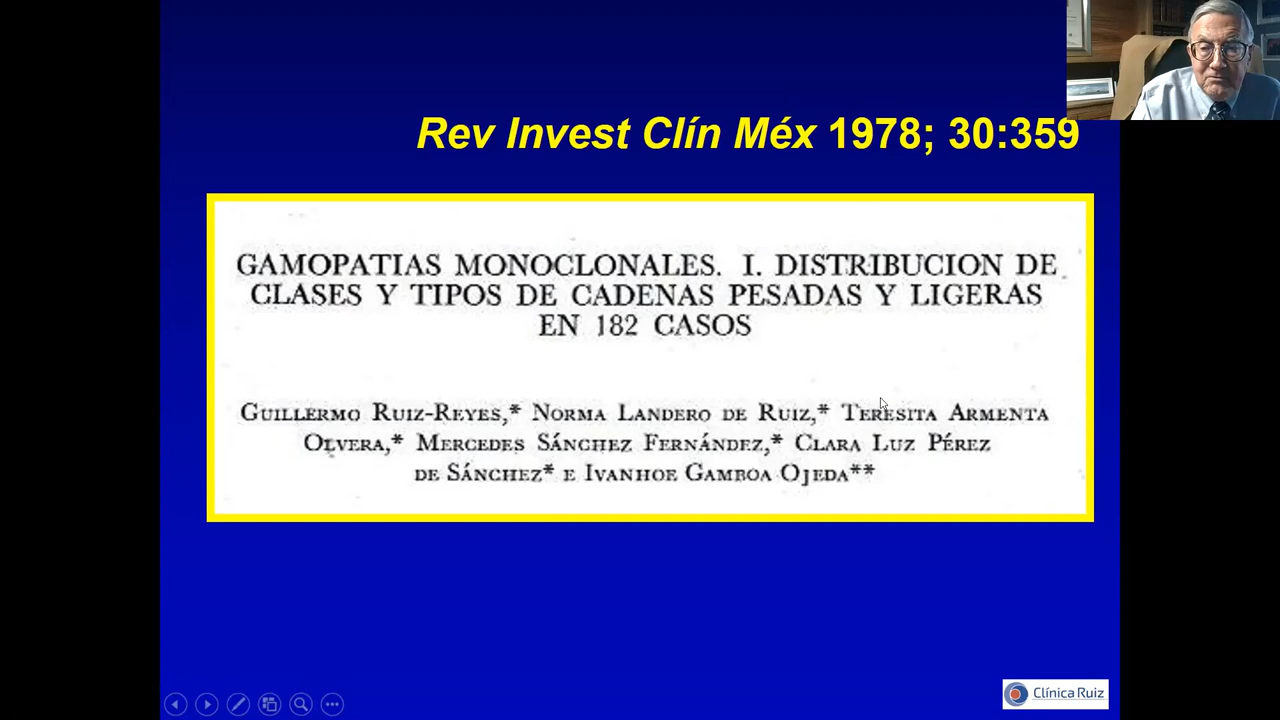 Rev Invest Clín Méx 1978; 30:359
GAMOPATIAS MONOCLONALES. I. DISTRIBUCION DE
CLASES Y TIPOS DE CADENAS PESADAS Y LIGERAS
EN 182 CASOS
GUILLERMO RUIZ-REYES,* NORMA LANDERO DE RUIZ,* TERESITA ARMENTA
OLVERA,* MERCEDES SÁNCHEZ FERNÁNDEZ,* CLARA LUZ PÉREZ
DE SÁNCHEZ* E IVANHOE GAMBOA OJEDA**
Clínica Ruiz